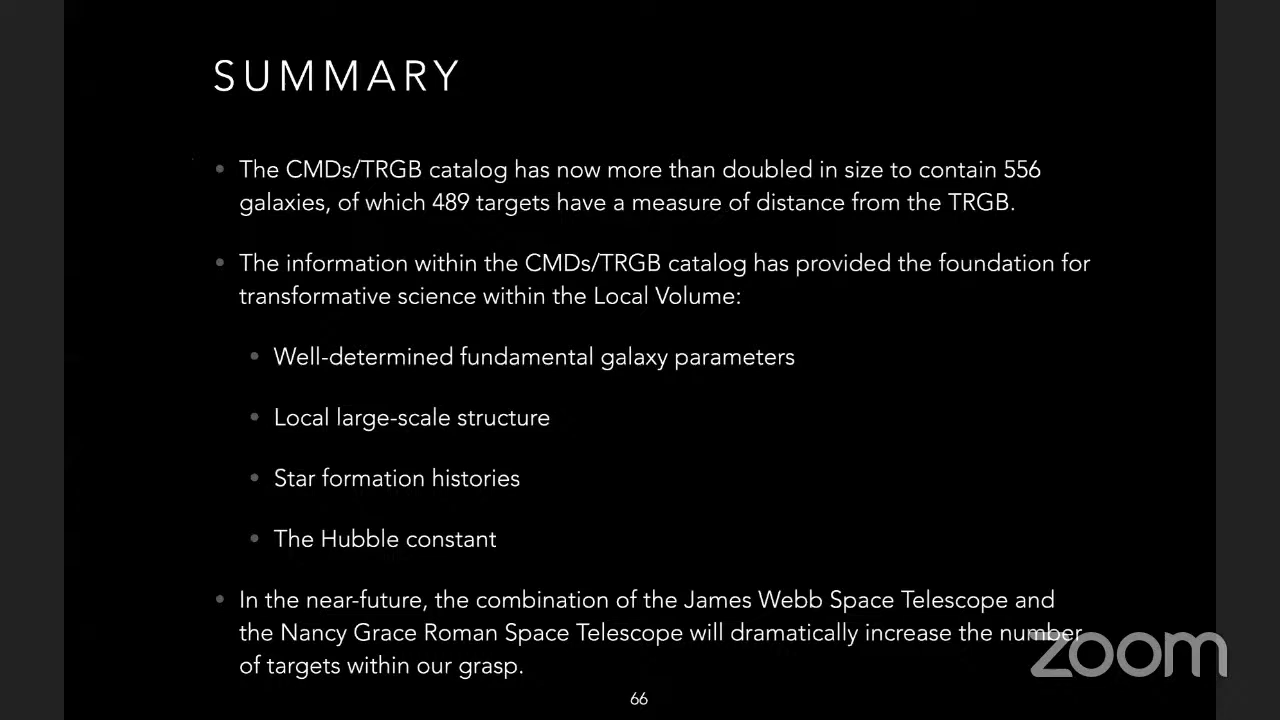 SUMMARY
• The CMDs/TRGB catalog has now more than doubled in size to contain 556
galaxies, of which 489 targets have a measure of distance from the TRGB.
• The information within the CMDs/TRGB catalog has provided the foundation for
transformative science within the Local Volume:
• Well-determined fundamental galaxy parameters
• Local large-scale structure
• Star formation histories
• The Hubble constant
• In the near-future, the combination of the James Webb Space Telescope and
the Nancy Grace Roman Space Telescope will dramatically increase the number
of targets within our grasp.
zoom
66